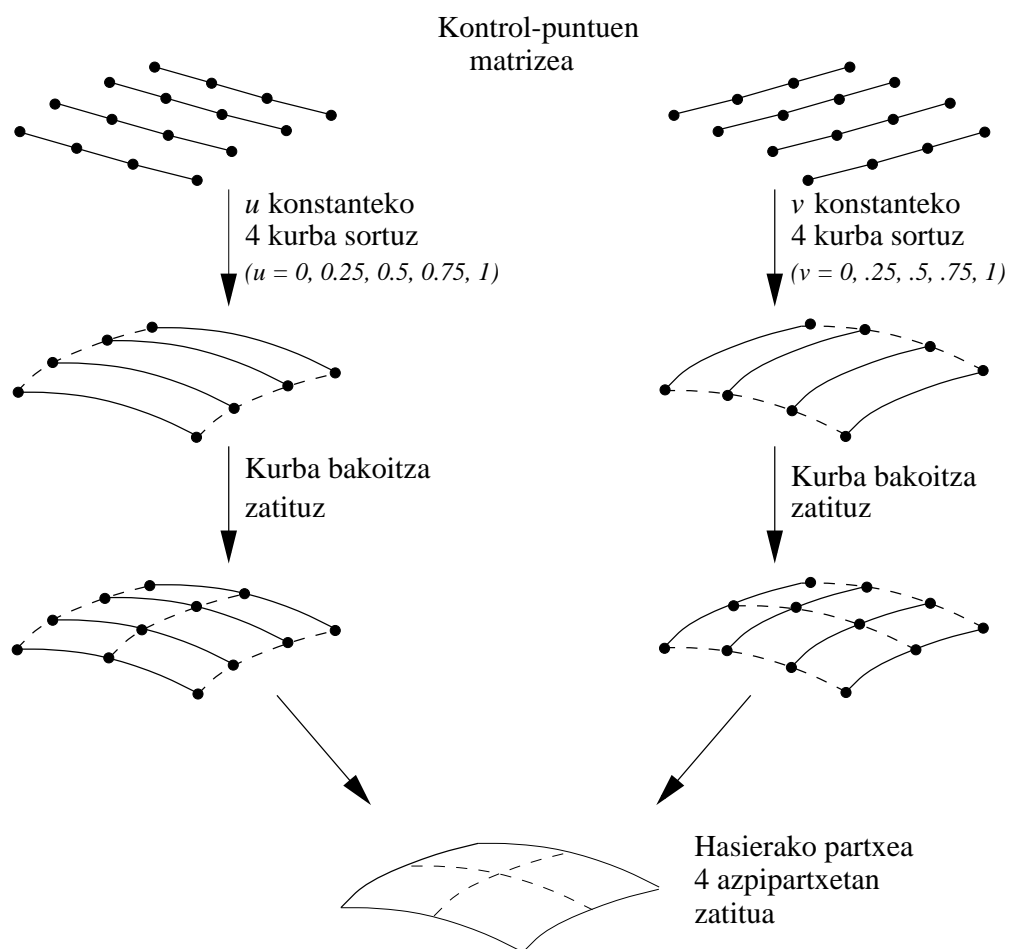 Kontrol-puntuen
matrizea
u konstanteko
4 kurba sortuz
(u = 0, 0.25, 0.5, 0.75, 1)
v konstanteko
4 kurba sortuz
(v = 0, .25, .5, .75, 1)
Kurba bakoitza
zatituz
Kurba bakoitza
zatituz
Hasierako partxea
4 azpipartxetan
zatitua